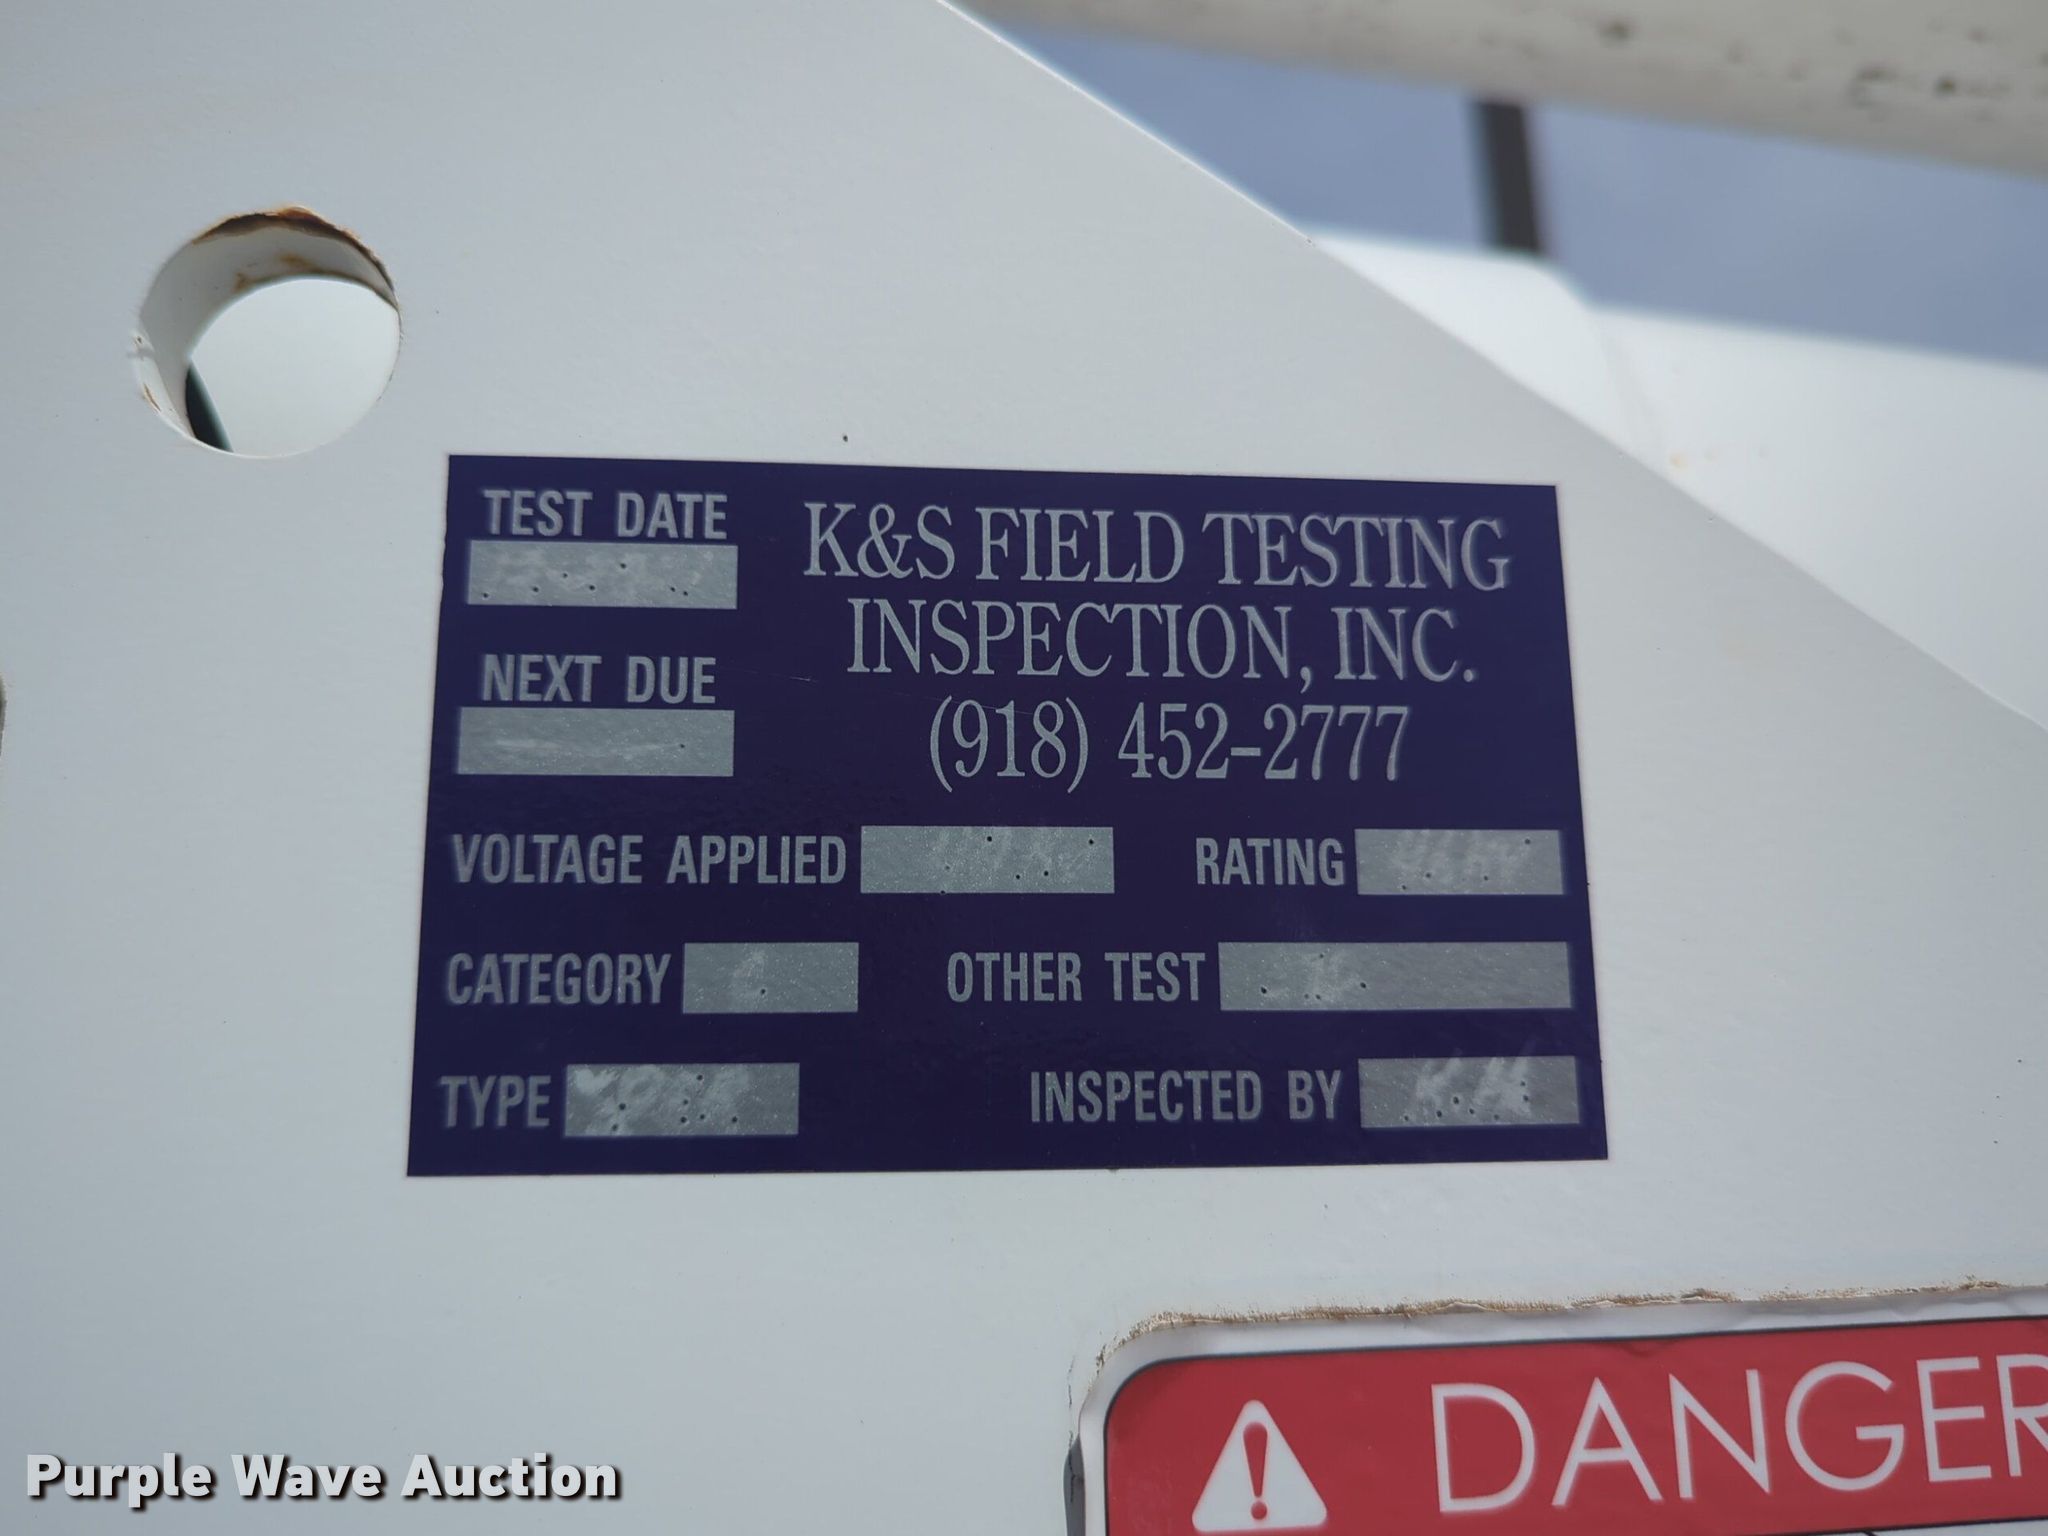 TEST DATE
K&S FIELD TESTING
INSPECTION, INC.
(918) 452-2777
NEXT DUE
VOLTAGE APPLIED
RATING 46KV
CATEGORY
OTHER TEST
TYPE
INSPECTED BY K.H
DANGER
Purple Wave Auction